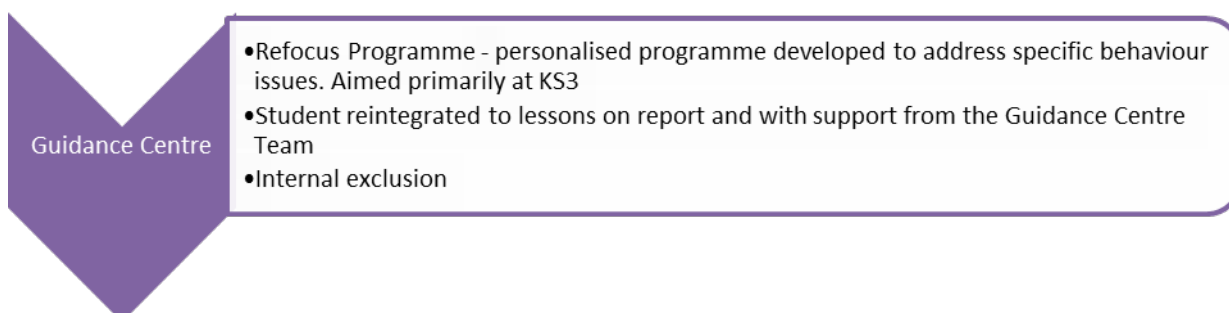 Guidance Centre
•Refocus Programme - personalised programme developed to address specific behaviour
issues. Aimed primarily at KS3
•Student reintegrated to lessons on report and with support from the Guidance Centre
Team
•Internal exclusion